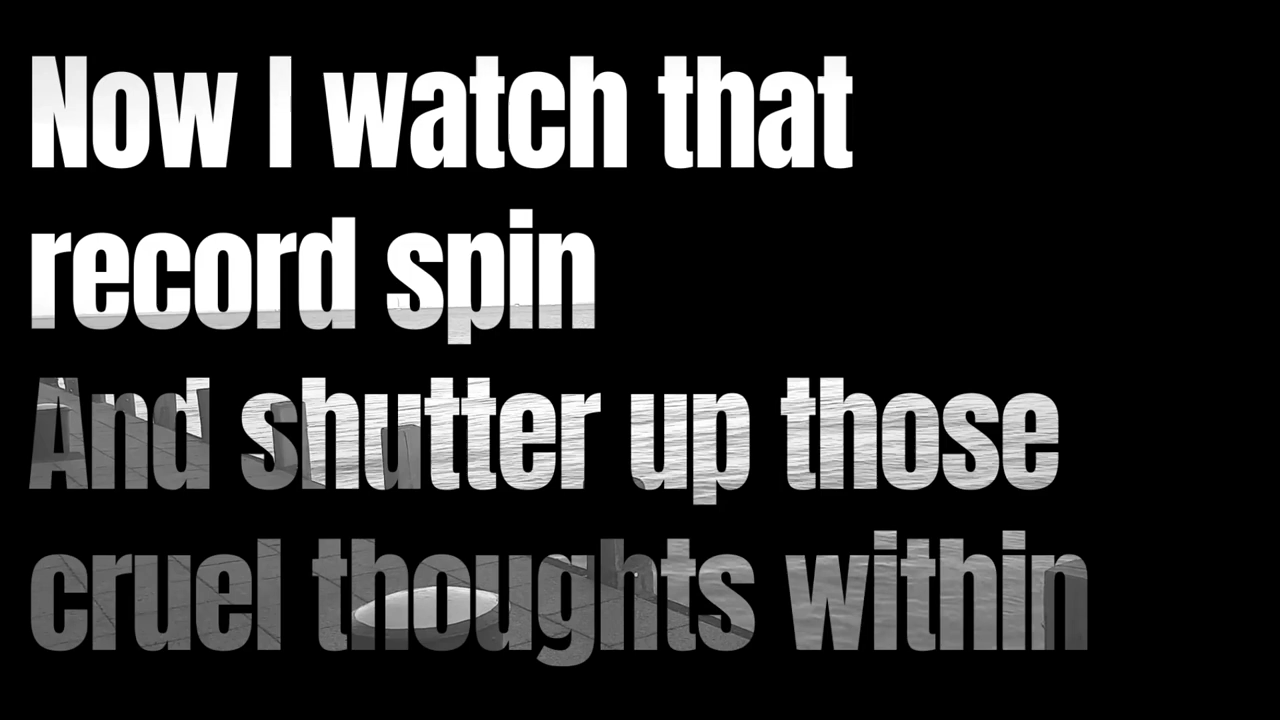 Now I watch that
record spin
And shutter up those
cruel thoughts within